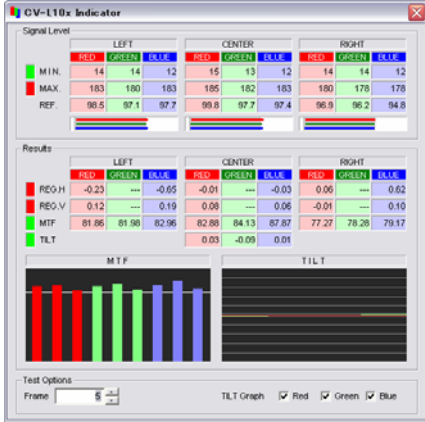 CV-L10x Indicator
Signal Level
LEFT CENTER RIGHT
RED GREEN BLUE RED GREEN BLUE RED GREEN BLUE
MIN. 14 14 12 15 13 12 14 14 12
MAX. 183 180 183 185 182 183 180 178 178
REF. 98.5 97.1 97.7 99.8 97.7 97.4 96.9 96.2 94.8
Results
LEFT CENTER RIGHT
RED GREEN BLUE RED GREEN BLUE RED GREEN BLUE
REG.H -0.23 --- -0.65 -0.01 --- -0.03 0.06 --- 0.62
REG.V 0.12 --- 0.19 0.08 --- 0.06 -0.01 --- 0.10
MTF 81.86 81.98 82.96 82.88 84.13 87.87 77.27 78.28 79.17
TILT 0.03 -0.09 0.01
MTF TILT
Test Options
Frame 5 TILT Graph Red Green Blue